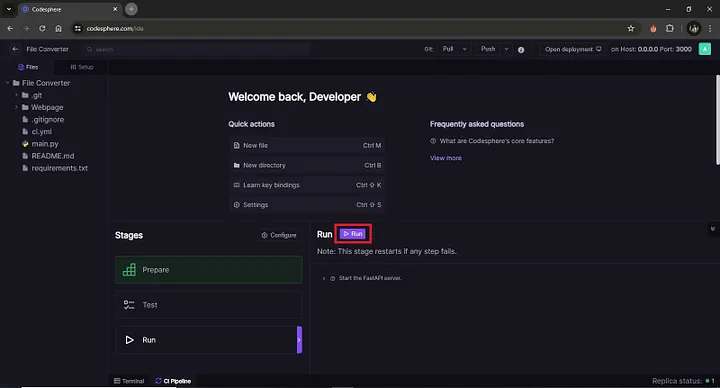 Codesphere
codesphere.com/ide
File Converter
search
Git:
Pull
Push
Open deployment
on Host: 0.0.0.0 Port: 3000
A
Files
Setup
File Converter
.git
Webpage
.gitignore
ci.yml
main.py
README.md
requirements.txt
Welcome back, Developer 👋
Quick actions
New file Ctrl M
New directory Ctrl B
Learn key bindings Ctrl ⇧ K
Settings Ctrl ⇧ S
Frequently asked questions
What are Codesphere's core features?
View more
Stages
Configure
Prepare
Test
Run
Run
Run
Note: This stage restarts if any step fails.
Start the FastAPI server.
Terminal
CI Pipeline
Replica status: 1